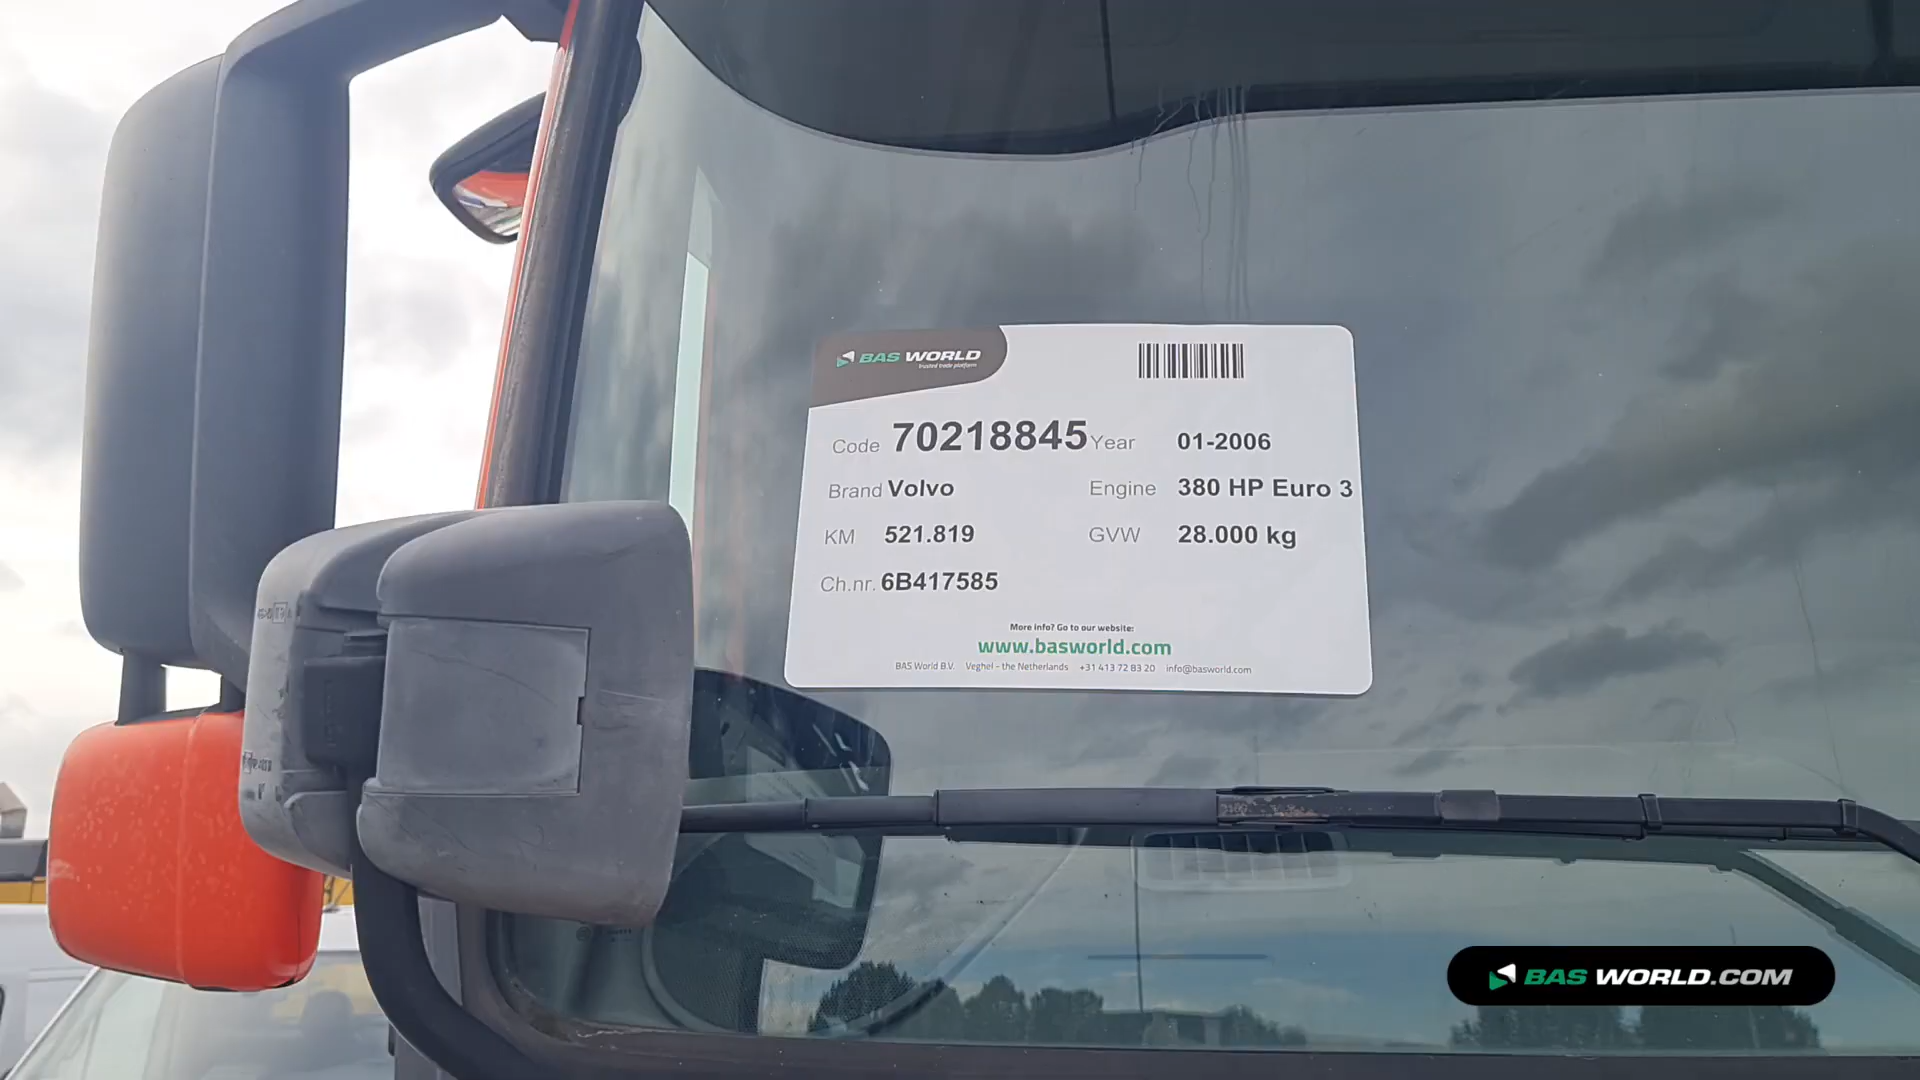 BAS WORLD
Trusted trade platform
Code 70218845 Year 01-2006
Brand Volvo Engine 380 HP Euro 3
KM 521.819 GVW 28.000 kg
Ch.nr. 6B417585
More info? Go to our website:
www.basworld.com
BAS World B.V. Veghel - the Netherlands +31 413 72 83 20 info@basworld.com
BAS WORLD.COM